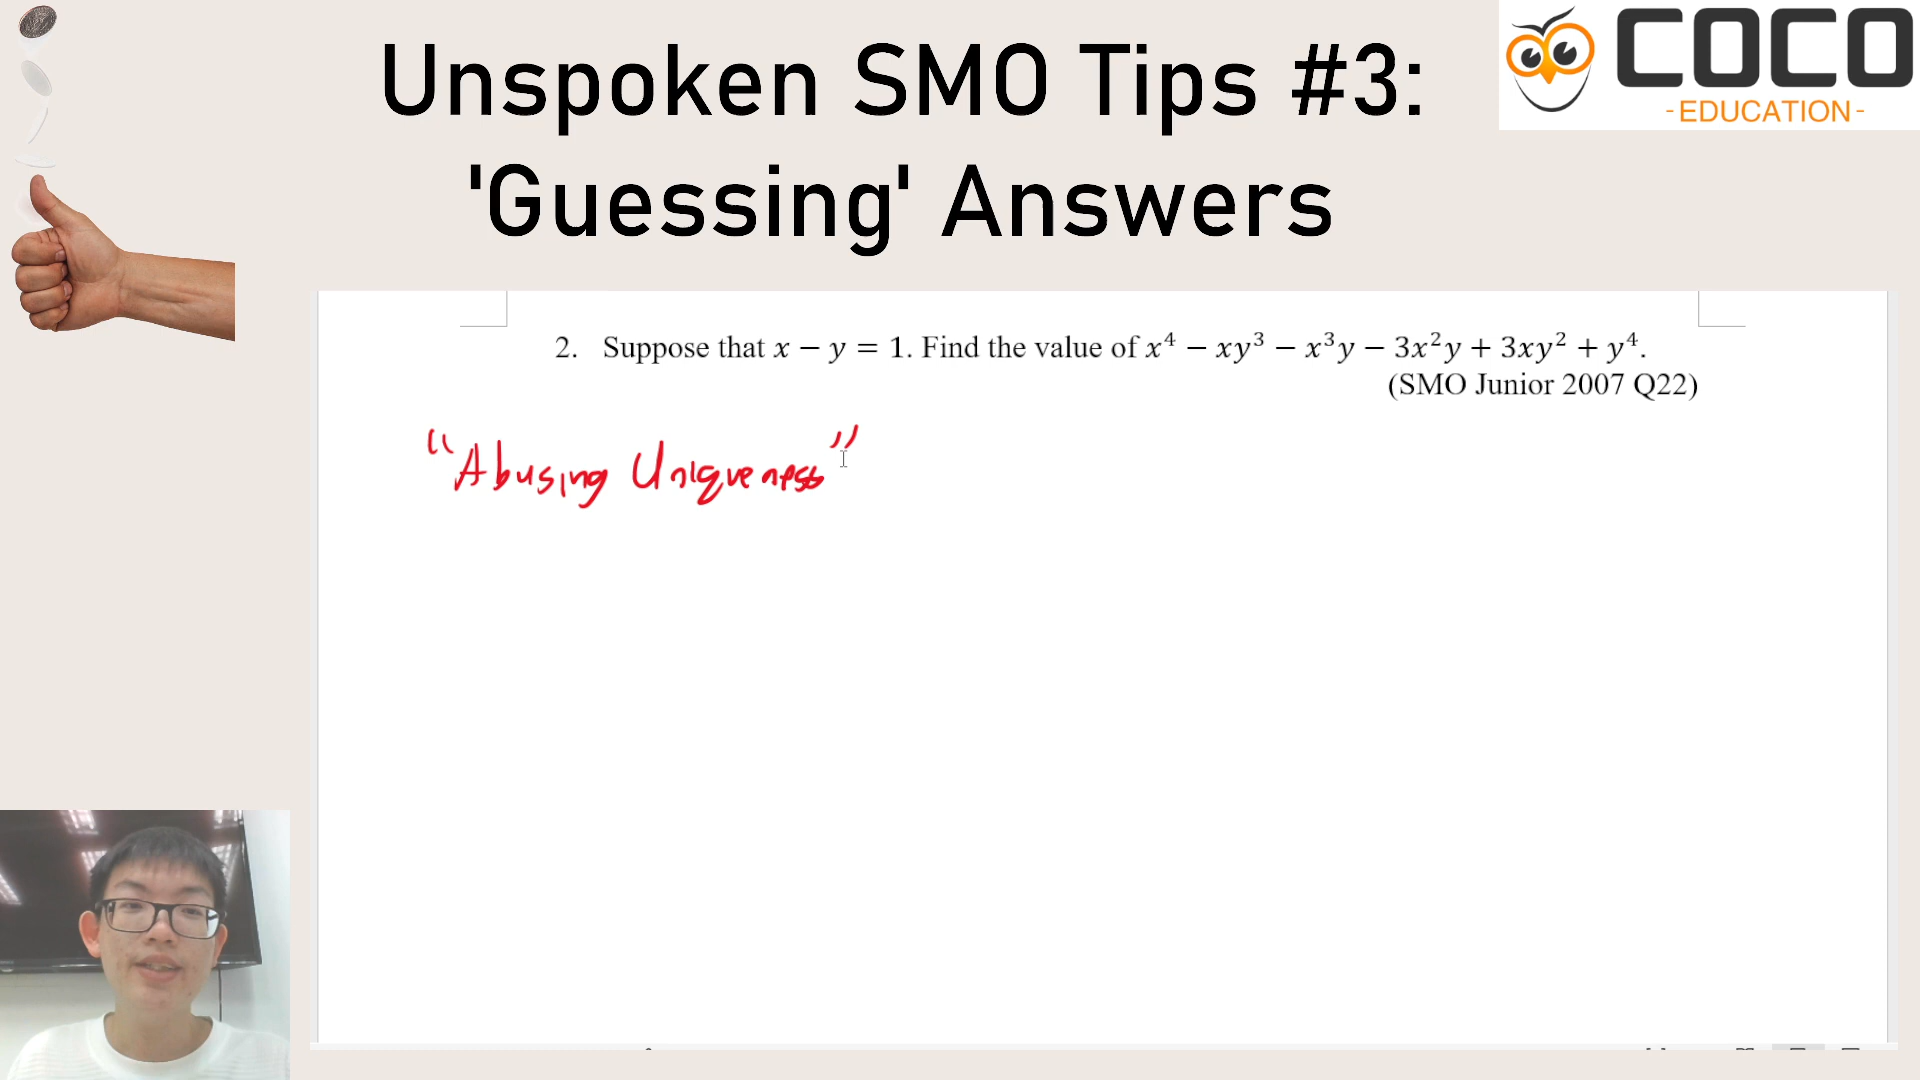 Unspoken SMO Tips #3:
'Guessing' Answers
COCO
-EDUCATION-
2. Suppose that x − y = 1. Find the value of x⁴ − xy³ − x³y − 3x²y + 3xy² + y⁴.
(SMO Junior 2007 Q22)
"Abusing Uniqueness"